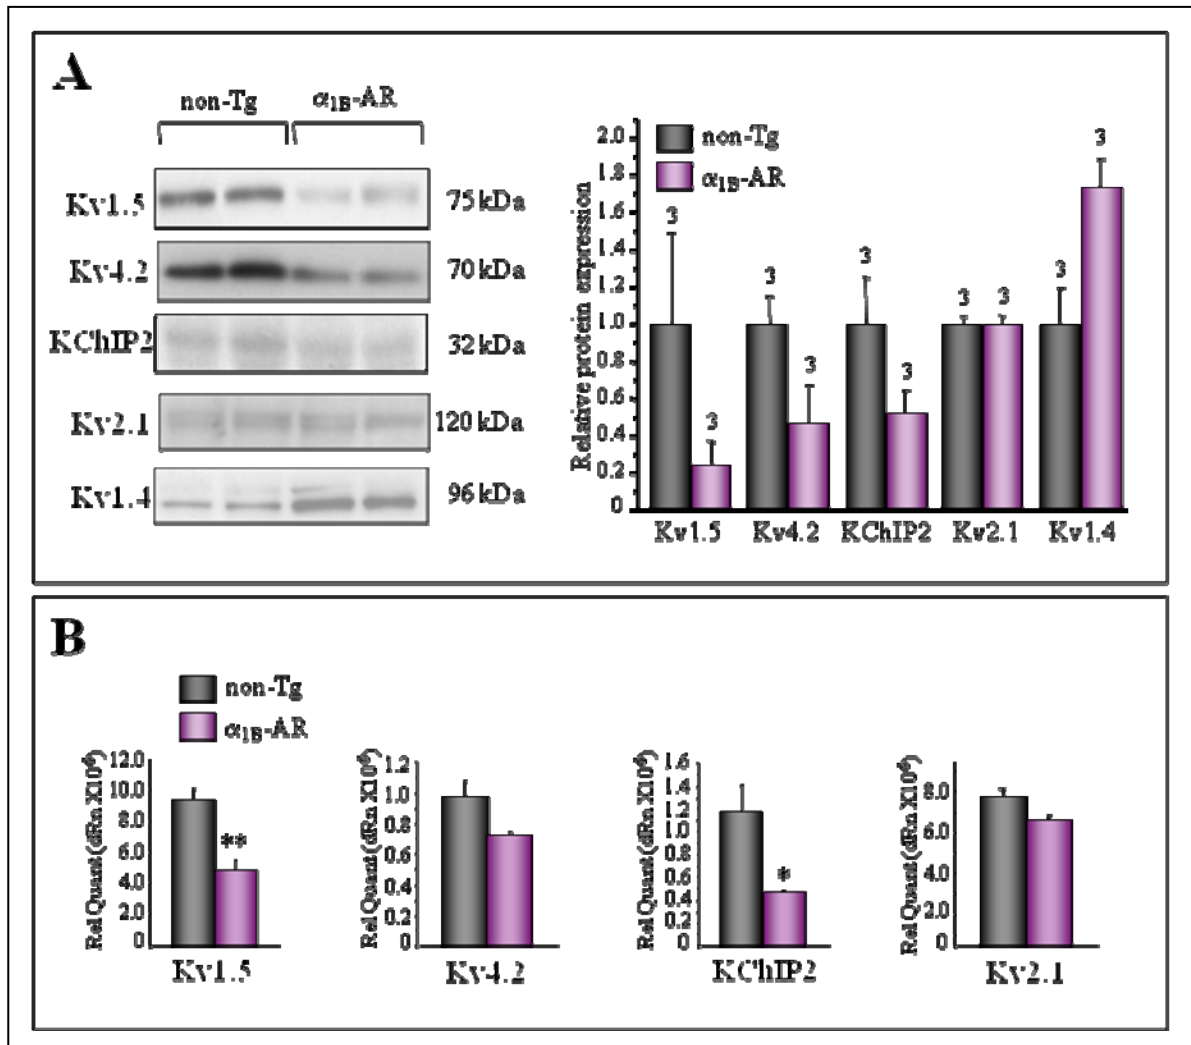 A
non-Tg α1B-AR
Kv1.5 75 kDa
Kv4.2 70 kDa
KChIP2 32 kDa
Kv2.1 120 kDa
Kv1.4 96 kDa
Relative protein expression
2.0
1.8
1.6
1.4
1.2
1.0
0.8
0.6
0.4
0.2
0
non-Tg
α1B-AR
3 3 3 3 3 3 3 3 3 3
Kv1.5 Kv4.2 KChIP2 Kv2.1 Kv1.4
B
non-Tg
α1B-AR
Rel Quant (dRn X10⁶)
12.0
10.0
8.0
6.0
4.0
2.0
0
**
Kv1.5
Rel Quant (dRn X10⁶)
1.2
1.0
0.8
0.6
0.4
0.2
0
Kv4.2
Rel Quant (dRn X10⁶)
1.6
1.4
1.2
1.0
0.8
0.6
0.4
0.2
0
*
KChIP2
Rel Quant (dRn X10⁶)
8.0
6.0
4.0
2.0
0
Kv2.1